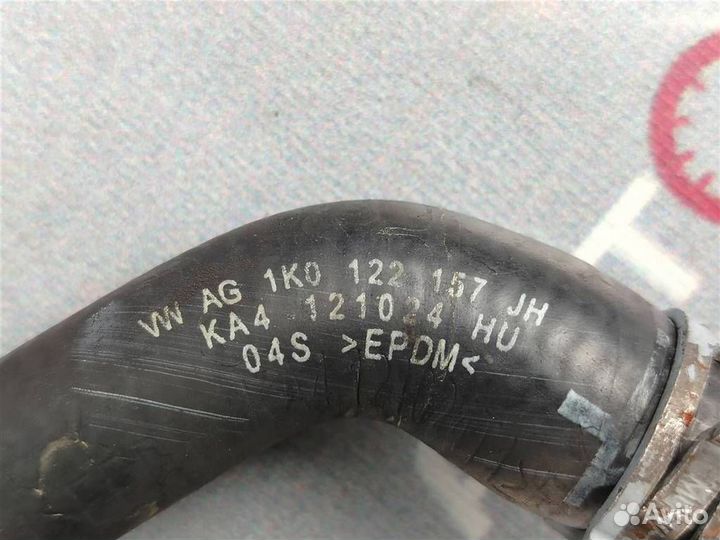 VW AG 1K0 122 157 JH
KA4 121024 HU
04S >EPDM<
Avito